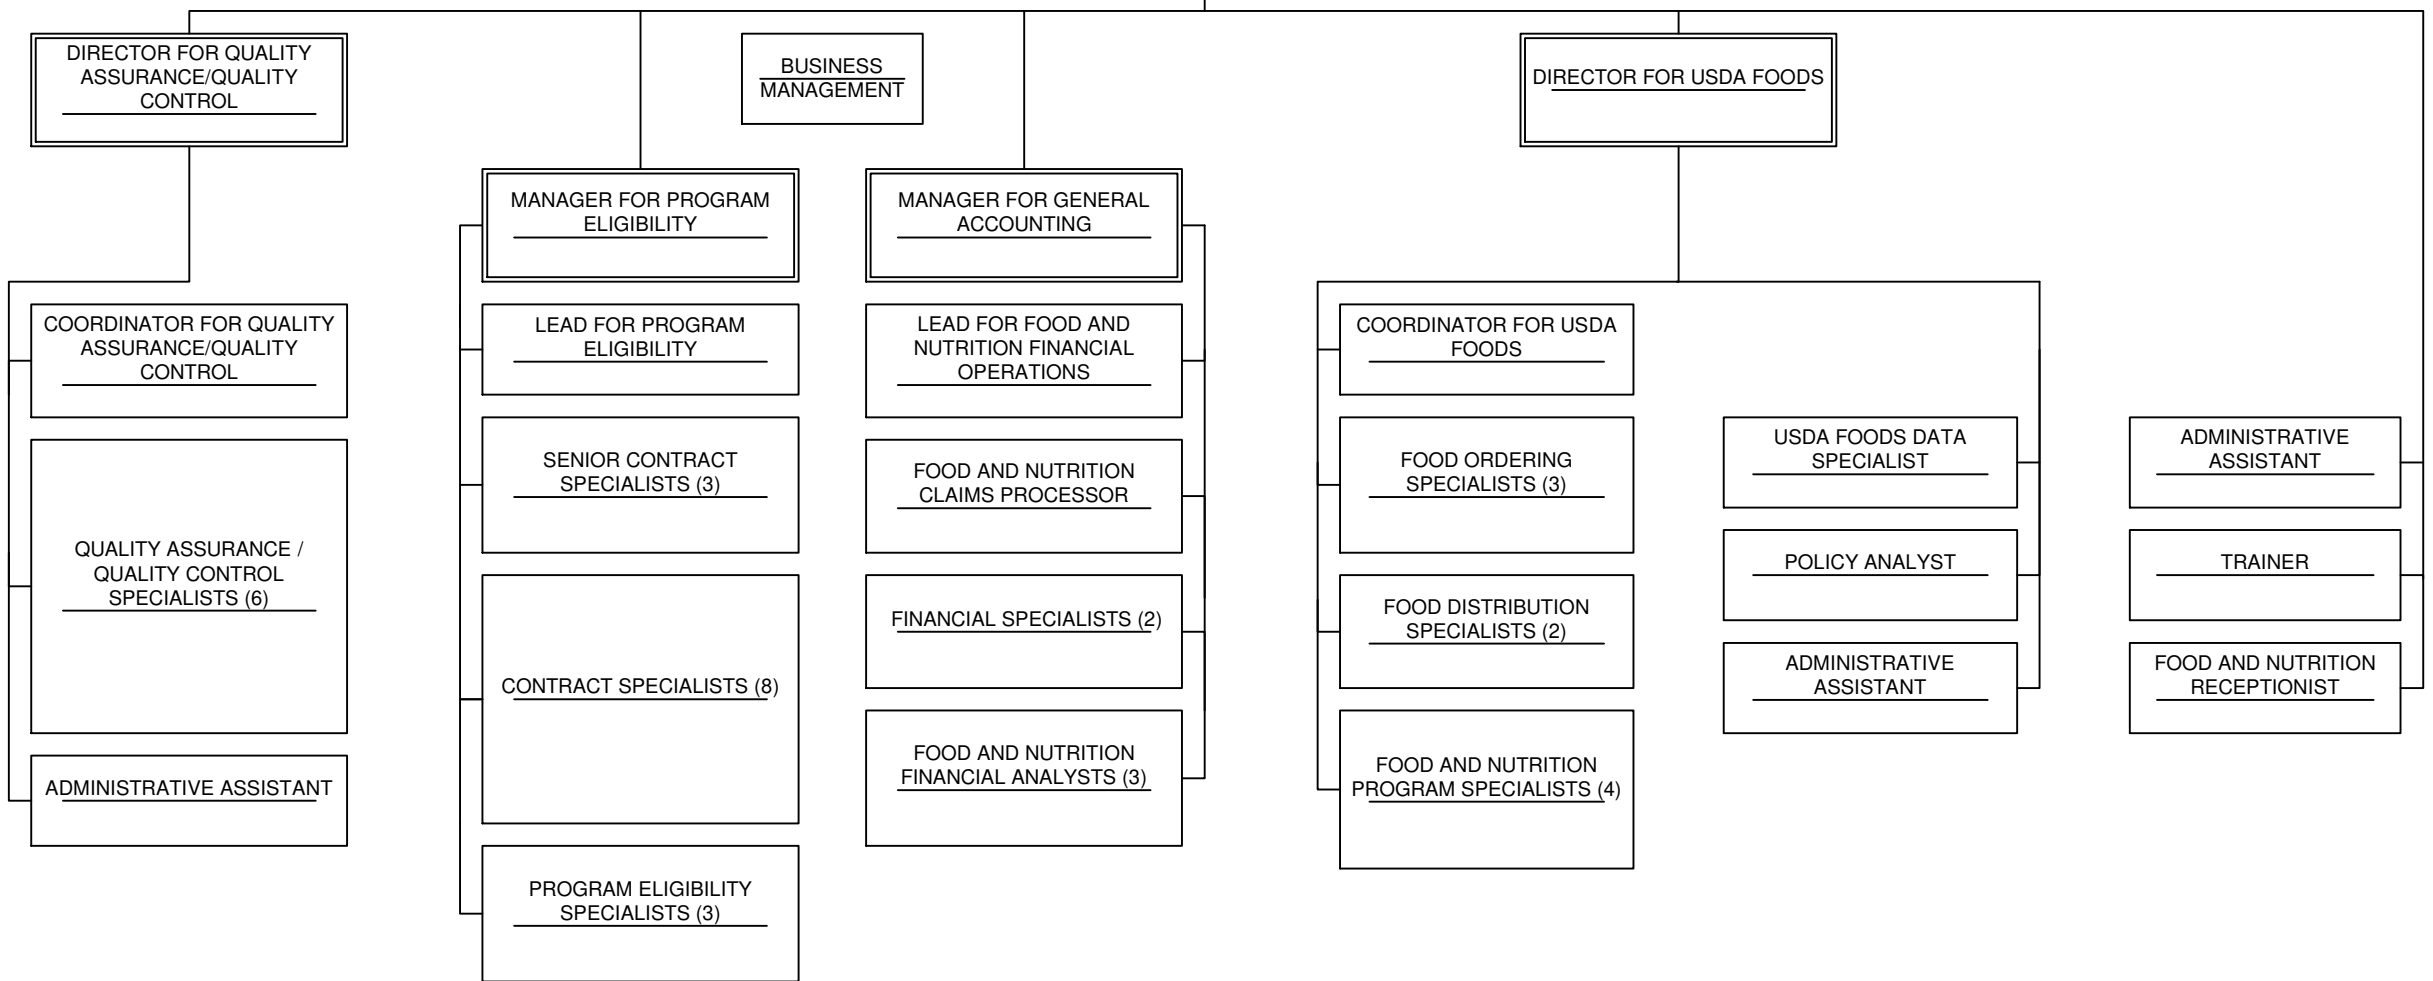 DIRECTOR FOR QUALITY
ASSURANCE/QUALITY
CONTROL
BUSINESS
MANAGEMENT
DIRECTOR FOR USDA FOODS
MANAGER FOR PROGRAM
ELIGIBILITY
MANAGER FOR GENERAL
ACCOUNTING
COORDINATOR FOR QUALITY
ASSURANCE/QUALITY
CONTROL
QUALITY ASSURANCE /
QUALITY CONTROL
SPECIALISTS (6)
ADMINISTRATIVE ASSISTANT
LEAD FOR PROGRAM
ELIGIBILITY
SENIOR CONTRACT
SPECIALISTS (3)
CONTRACT SPECIALISTS (8)
PROGRAM ELIGIBILITY
SPECIALISTS (3)
LEAD FOR FOOD AND
NUTRITION FINANCIAL
OPERATIONS
FOOD AND NUTRITION
CLAIMS PROCESSOR
FINANCIAL SPECIALISTS (2)
FOOD AND NUTRITION
FINANCIAL ANALYSTS (3)
COORDINATOR FOR USDA
FOODS
FOOD ORDERING
SPECIALISTS (3)
FOOD DISTRIBUTION
SPECIALISTS (2)
FOOD AND NUTRITION
PROGRAM SPECIALISTS (4)
USDA FOODS DATA
SPECIALIST
POLICY ANALYST
ADMINISTRATIVE
ASSISTANT
ADMINISTRATIVE
ASSISTANT
TRAINER
FOOD AND NUTRITION
RECEPTIONIST